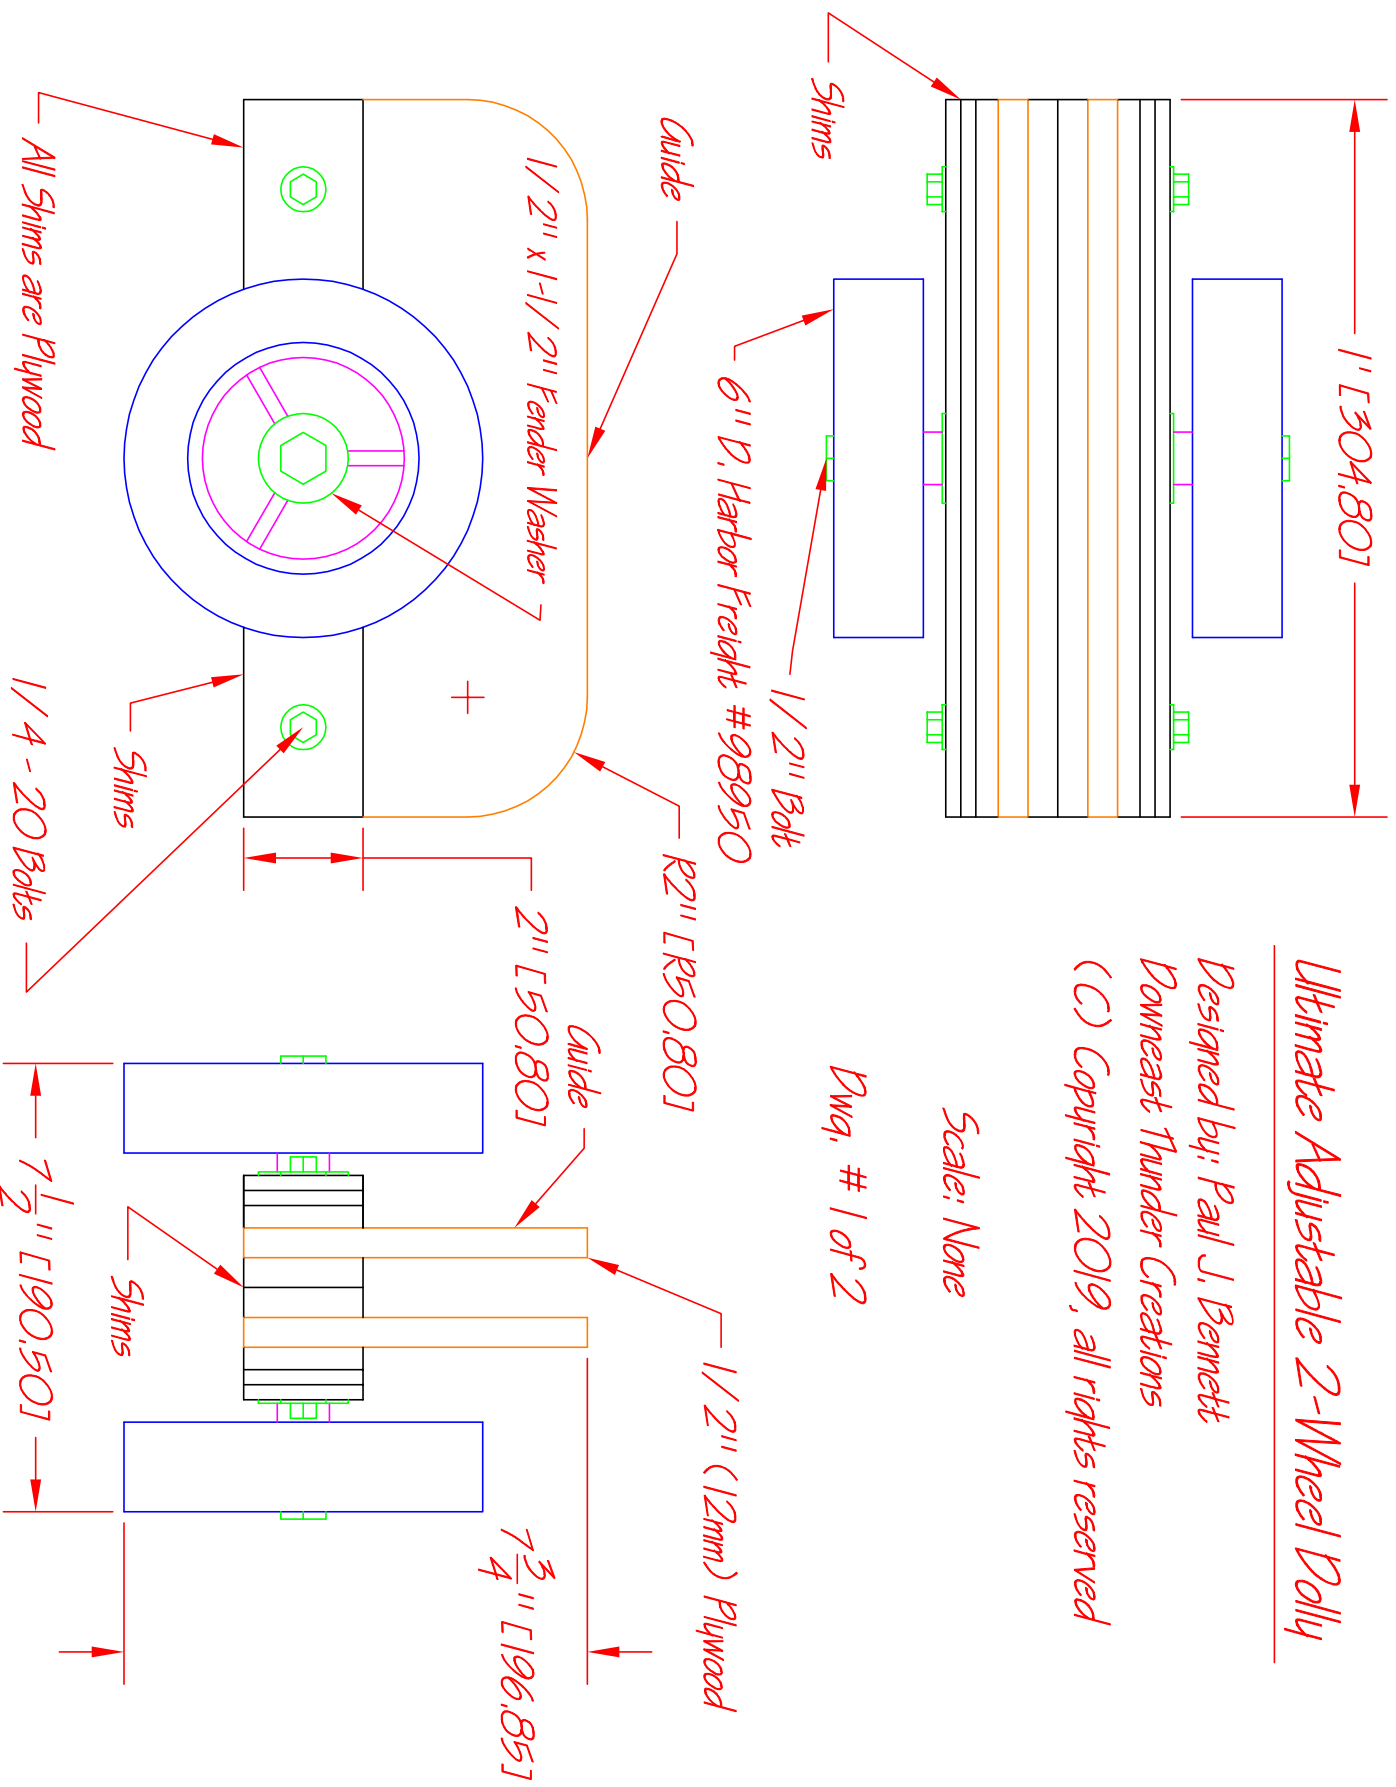 Ultimate Adjustable 2-Wheel Dolly
Designed by: Paul J. Bennett
Downeast Thunder Creations
(C) Copyright 2019, all rights reserved
Scale: None
Dwg. # 1 of 2
1' [304.80]
Shims
1/2" Bolt
6" D. Harbor Freight #98950
Guide
1/2" x 1-1/2" Fender Washer
R2" [R50.80]
2" [50.80]
All Shims are Plywood
Shims
1/4 - 20 Bolts
Guide
1/2" (12mm) Plywood
7 3/4" [196.85]
Shims
7 1/2" [190.50]